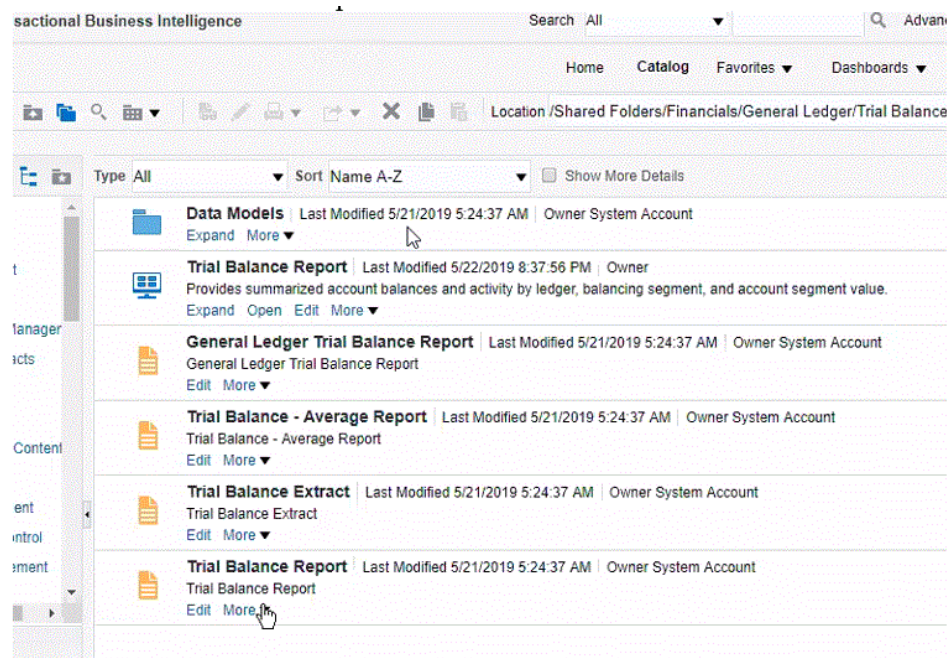 sactional Business Intelligence Search All Advan
Home Catalog Favorites Dashboards
Location /Shared Folders/Financials/General Ledger/Trial Balance
Type All Sort Name A-Z Show More Details
Data Models Last Modified 5/21/2019 5:24:37 AM Owner System Account
Expand More
t
Trial Balance Report Last Modified 5/22/2019 8:37:56 PM Owner
Provides summarized account balances and activity by ledger, balancing segment, and account segment value.
Expand Open Edit More
Manager
General Ledger Trial Balance Report Last Modified 5/21/2019 5:24:37 AM Owner System Account
acts General Ledger Trial Balance Report
Edit More
Trial Balance - Average Report Last Modified 5/21/2019 5:24:37 AM Owner System Account
Trial Balance - Average Report
Content
Edit More
Trial Balance Extract Last Modified 5/21/2019 5:24:37 AM Owner System Account
ent Trial Balance Extract
ntrol Edit More
ement Trial Balance Report Last Modified 5/21/2019 5:24:37 AM Owner System Account
Trial Balance Report
Edit More